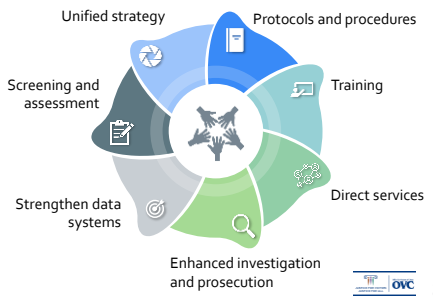 Unified strategy
Protocols and procedures
Screening and
assessment
Training
Strengthen data
systems
Direct services
Enhanced investigation
and prosecution
OVC